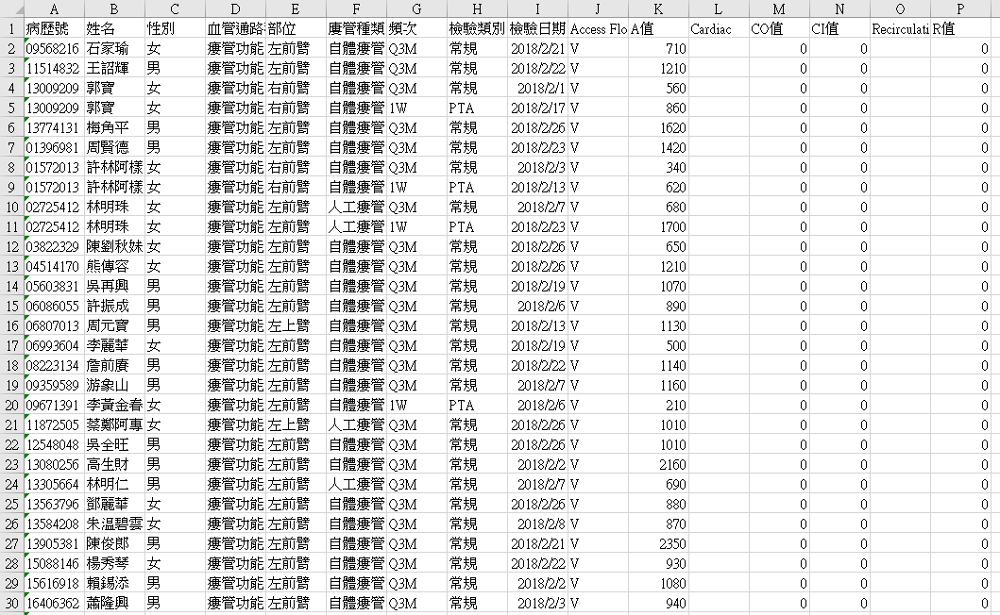 A B C D E F G H I J K L M N O P
1 病歷號 姓名 性別 血管通路 部位 廔管種類 頻次 檢驗類別 檢驗日期 Access Flo A值 Cardiac CO值 CI值 Recirculati R值
2 09568216 石家瑜 女 瘻管功能 左前臂 自體瘻管 Q3M 常規 2018/2/21 V 710 0 0 0
3 11514832 王詔輝 男 瘻管功能 左前臂 自體瘻管 Q3M 常規 2018/2/22 V 1210 0 0 0
4 13009209 郭寶 女 瘻管功能 右前臂 自體瘻管 Q3M 常規 2018/2/1 V 560 0 0 0
5 13009209 郭寶 女 瘻管功能 右前臂 自體瘻管 1W PTA 2018/2/17 V 860 0 0 0
6 13774131 梅角平 男 瘻管功能 左前臂 自體瘻管 Q3M 常規 2018/2/26 V 1620 0 0 0
7 01396981 周賢德 男 瘻管功能 左前臂 自體瘻管 Q3M 常規 2018/2/23 V 1420 0 0 0
8 01572013 許林阿樣 女 瘻管功能 右前臂 自體瘻管 Q3M 常規 2018/2/3 V 340 0 0 0
9 01572013 許林阿樣 女 瘻管功能 右前臂 自體瘻管 1W PTA 2018/2/13 V 620 0 0 0
10 02725412 林明珠 女 瘻管功能 左前臂 人工瘻管 Q3M 常規 2018/2/7 V 680 0 0 0
11 02725412 林明珠 女 瘻管功能 左前臂 人工瘻管 1W PTA 2018/2/23 V 1700 0 0 0
12 03822329 陳劉秋妹 女 瘻管功能 左前臂 自體瘻管 Q3M 常規 2018/2/26 V 650 0 0 0
13 04514170 熊傳容 女 瘻管功能 左前臂 自體瘻管 Q3M 常規 2018/2/26 V 1210 0 0 0
14 05603831 吳再興 男 瘻管功能 左前臂 自體瘻管 Q3M 常規 2018/2/19 V 1070 0 0 0
15 06086055 許振成 男 瘻管功能 左前臂 自體瘻管 Q3M 常規 2018/2/6 V 890 0 0 0
16 06807013 周元寶 男 瘻管功能 左上臂 自體瘻管 Q3M 常規 2018/2/13 V 1130 0 0 0
17 06993604 李麗華 女 瘻管功能 左前臂 自體瘻管 Q3M 常規 2018/2/19 V 500 0 0 0
18 08223134 詹前賡 男 瘻管功能 左前臂 自體瘻管 Q3M 常規 2018/2/22 V 1140 0 0 0
19 09359589 游象山 男 瘻管功能 左前臂 自體瘻管 Q3M 常規 2018/2/7 V 1160 0 0 0
20 09671391 李黃金春 女 瘻管功能 左前臂 自體瘻管 1W PTA 2018/2/6 V 210 0 0 0
21 11872505 蔡鄭阿專 女 瘻管功能 左上臂 人工瘻管 Q3M 常規 2018/2/26 V 1010 0 0 0
22 12548048 吳全旺 男 瘻管功能 左前臂 自體瘻管 Q3M 常規 2018/2/26 V 1010 0 0 0
23 13080256 高生財 男 瘻管功能 左前臂 自體瘻管 Q3M 常規 2018/2/2 V 2160 0 0 0
24 13305664 林明仁 男 瘻管功能 左前臂 人工瘻管 Q3M 常規 2018/2/7 V 690 0 0 0
25 13563796 鄧麗華 女 瘻管功能 左前臂 自體瘻管 Q3M 常規 2018/2/26 V 880 0 0 0
26 13584208 朱溫碧雲 女 瘻管功能 左前臂 自體瘻管 Q3M 常規 2018/2/8 V 870 0 0 0
27 13905381 陳俊郎 男 瘻管功能 左前臂 自體瘻管 Q3M 常規 2018/2/21 V 2350 0 0 0
28 15088146 楊秀琴 女 瘻管功能 左前臂 自體瘻管 Q3M 常規 2018/2/22 V 930 0 0 0
29 15616918 賴錫添 男 瘻管功能 左前臂 自體瘻管 Q3M 常規 2018/2/2 V 1080 0 0 0
30 16406362 蕭隆興 男 瘻管功能 左前臂 自體瘻管 Q3M 常規 2018/2/3 V 940 0 0 0